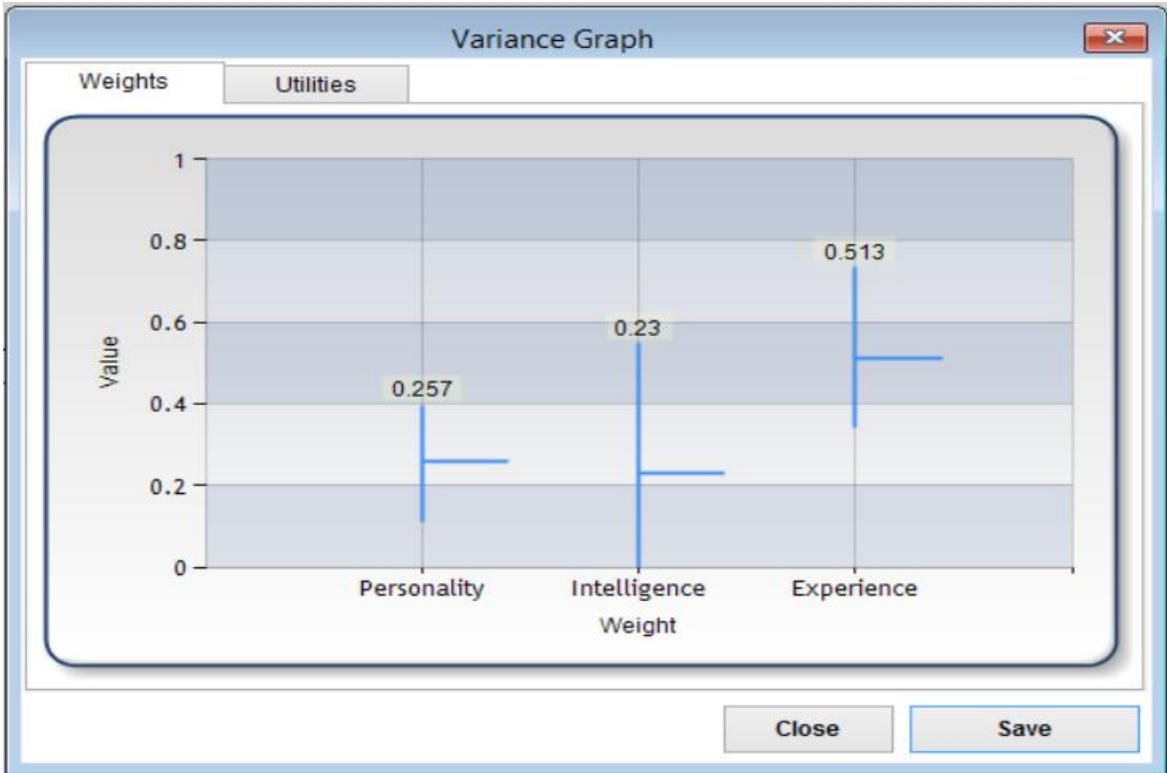 Variance Graph
Weights
Utilities
1
0.8
0.6
0.4
0.2
0
Value
0.257
0.23
0.513
Personality
Intelligence
Experience
Weight
Close
Save